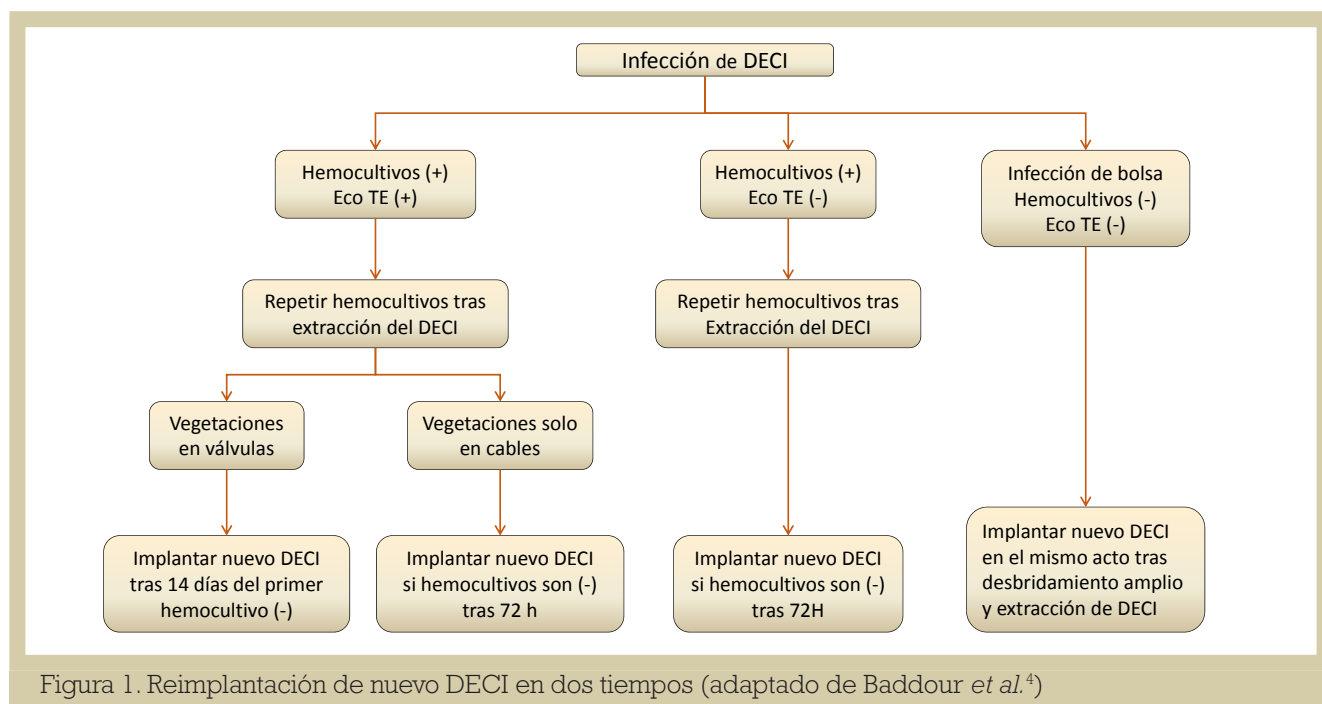 Infección de DECI
Hemocultivos (+)
Eco TE (+)
Hemocultivos (+)
Eco TE (-)
Infección de bolsa
Hemocultivos (-)
Eco TE (-)
Repetir hemocultivos tras
extracción del DECI
Repetir hemocultivos tras
Extracción del DECI
Vegetaciones
en válvulas
Vegetaciones solo
en cables
Implantar nuevo DECI
tras 14 días del primer
hemocultivo (-)
Implantar nuevo DECI
si hemocultivos son (-)
tras 72 h
Implantar nuevo DECI
si hemocultivos son (-)
tras 72H
Implantar nuevo DECI
en el mismo acto tras
desbridamiento amplio
y extracción de DECI
Figura 1. Reimplantación de nuevo DECI en dos tiempos (adaptado de Baddour et al.⁴)